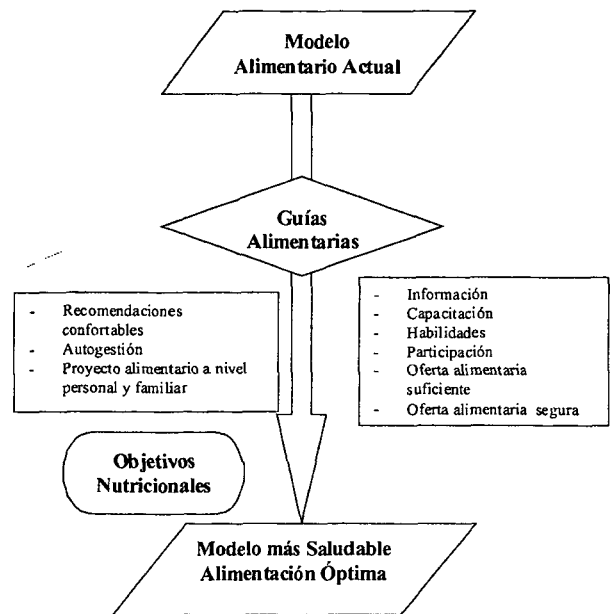 Modelo
Alimentario Actual
Guías
Alimentarias
- Recomendaciones
confortables
- Autogestión
- Proyecto alimentario a nivel
personal y familiar
- Información
- Capacitación
- Habilidades
- Participación
- Oferta alimentaria
suficiente
- Oferta alimentaria segura
Objetivos
Nutricionales
Modelo más Saludable
Alimentación Óptima